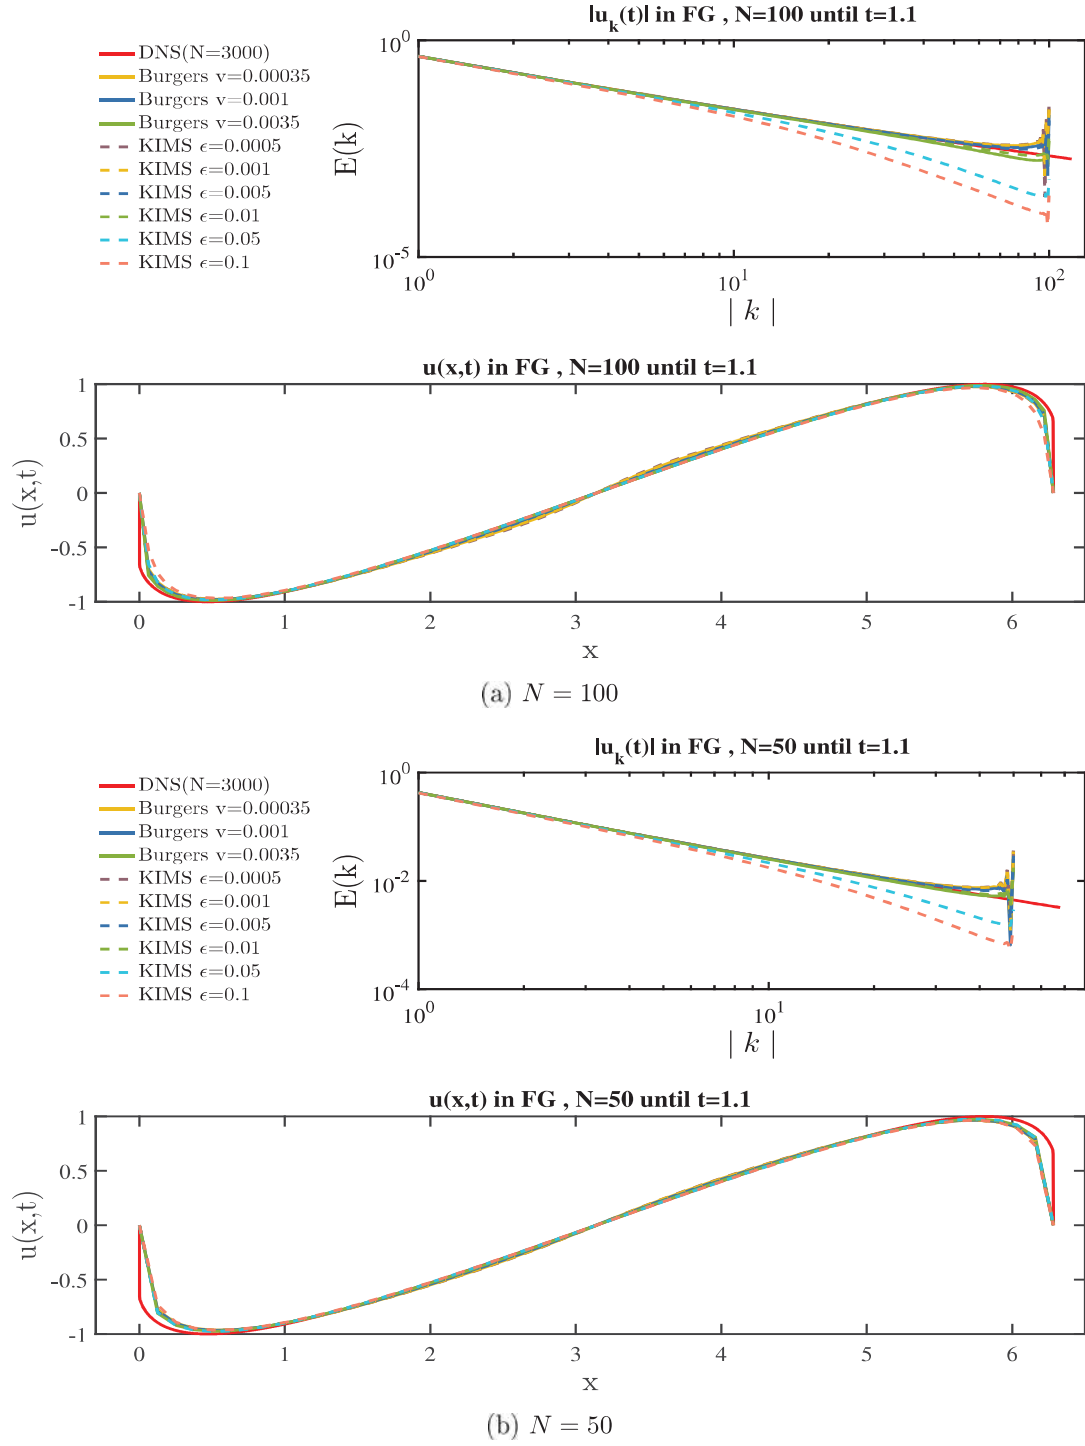 |u_k(t)| in FG , N=100 until t=1.1
DNS(N=3000)
Burgers v=0.00035
Burgers v=0.001
Burgers v=0.0035
KIMS ϵ=0.0005
KIMS ϵ=0.001
KIMS ϵ=0.005
KIMS ϵ=0.01
KIMS ϵ=0.05
KIMS ϵ=0.1
E(k)
10^0
10^-5
10^0 10^1 10^2
| k |
u(x,t) in FG , N=100 until t=1.1
u(x,t)
1
0.5
0
-0.5
-1
0 1 2 3 4 5 6
x
(a) N = 100
|u_k(t)| in FG , N=50 until t=1.1
DNS(N=3000)
Burgers v=0.00035
Burgers v=0.001
Burgers v=0.0035
KIMS ϵ=0.0005
KIMS ϵ=0.001
KIMS ϵ=0.005
KIMS ϵ=0.01
KIMS ϵ=0.05
KIMS ϵ=0.1
E(k)
10^0
10^-2
10^-4
10^0 10^1
| k |
u(x,t) in FG , N=50 until t=1.1
u(x,t)
1
0.5
0
-0.5
-1
0 1 2 3 4 5 6
x
(b) N = 50